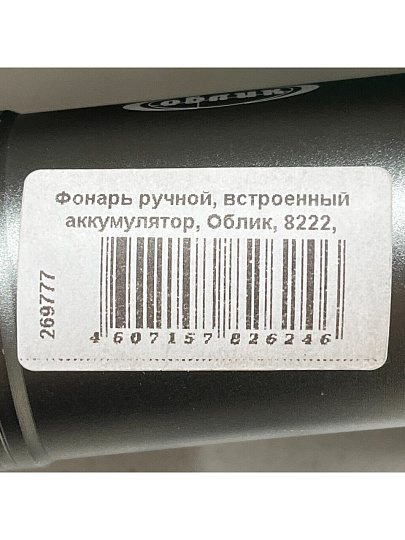 ОБЛИК
Фонарь ручной, встроенный
аккумулятор, Облик, 8222,
269777
4 607157 826246